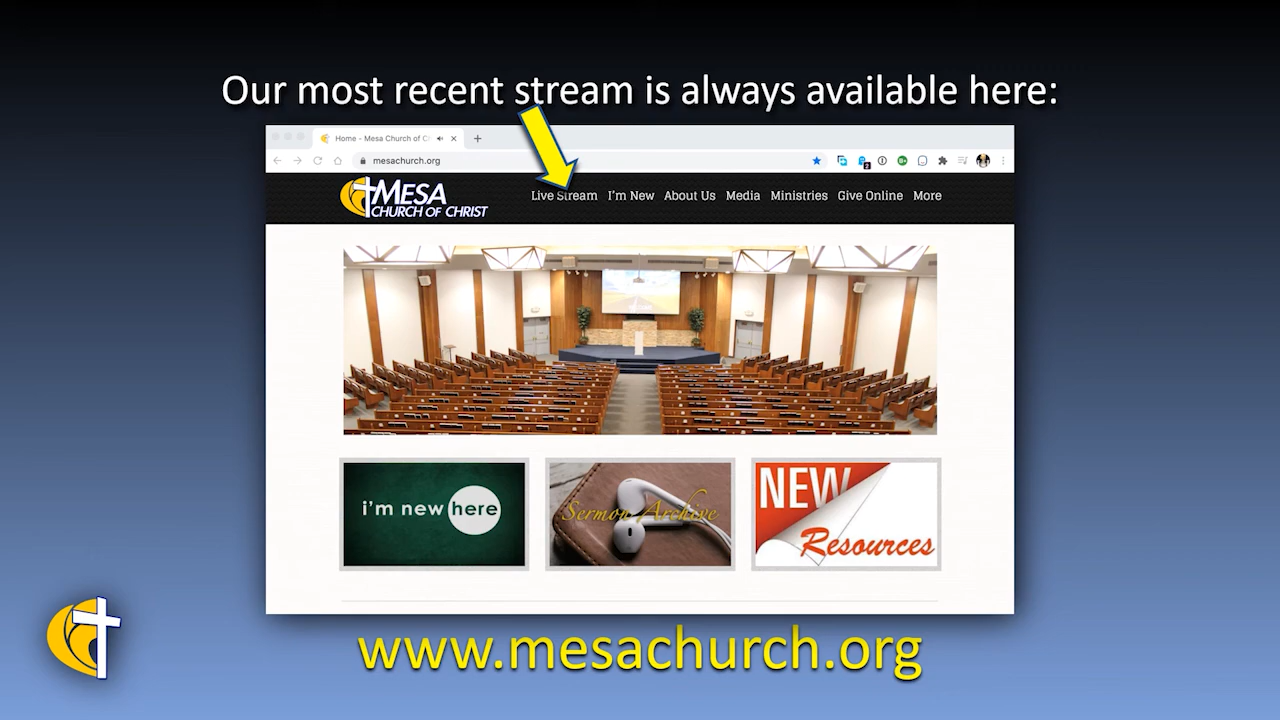 Our most recent stream is always available here:
Home - Mesa Church of C
mesachurch.org
MESA
CHURCH OF CHRIST
Live Stream I'm New About Us Media Ministries Give Online More
i'm new here
Sermon Archive
NEW
Resources
www.mesachurch.org